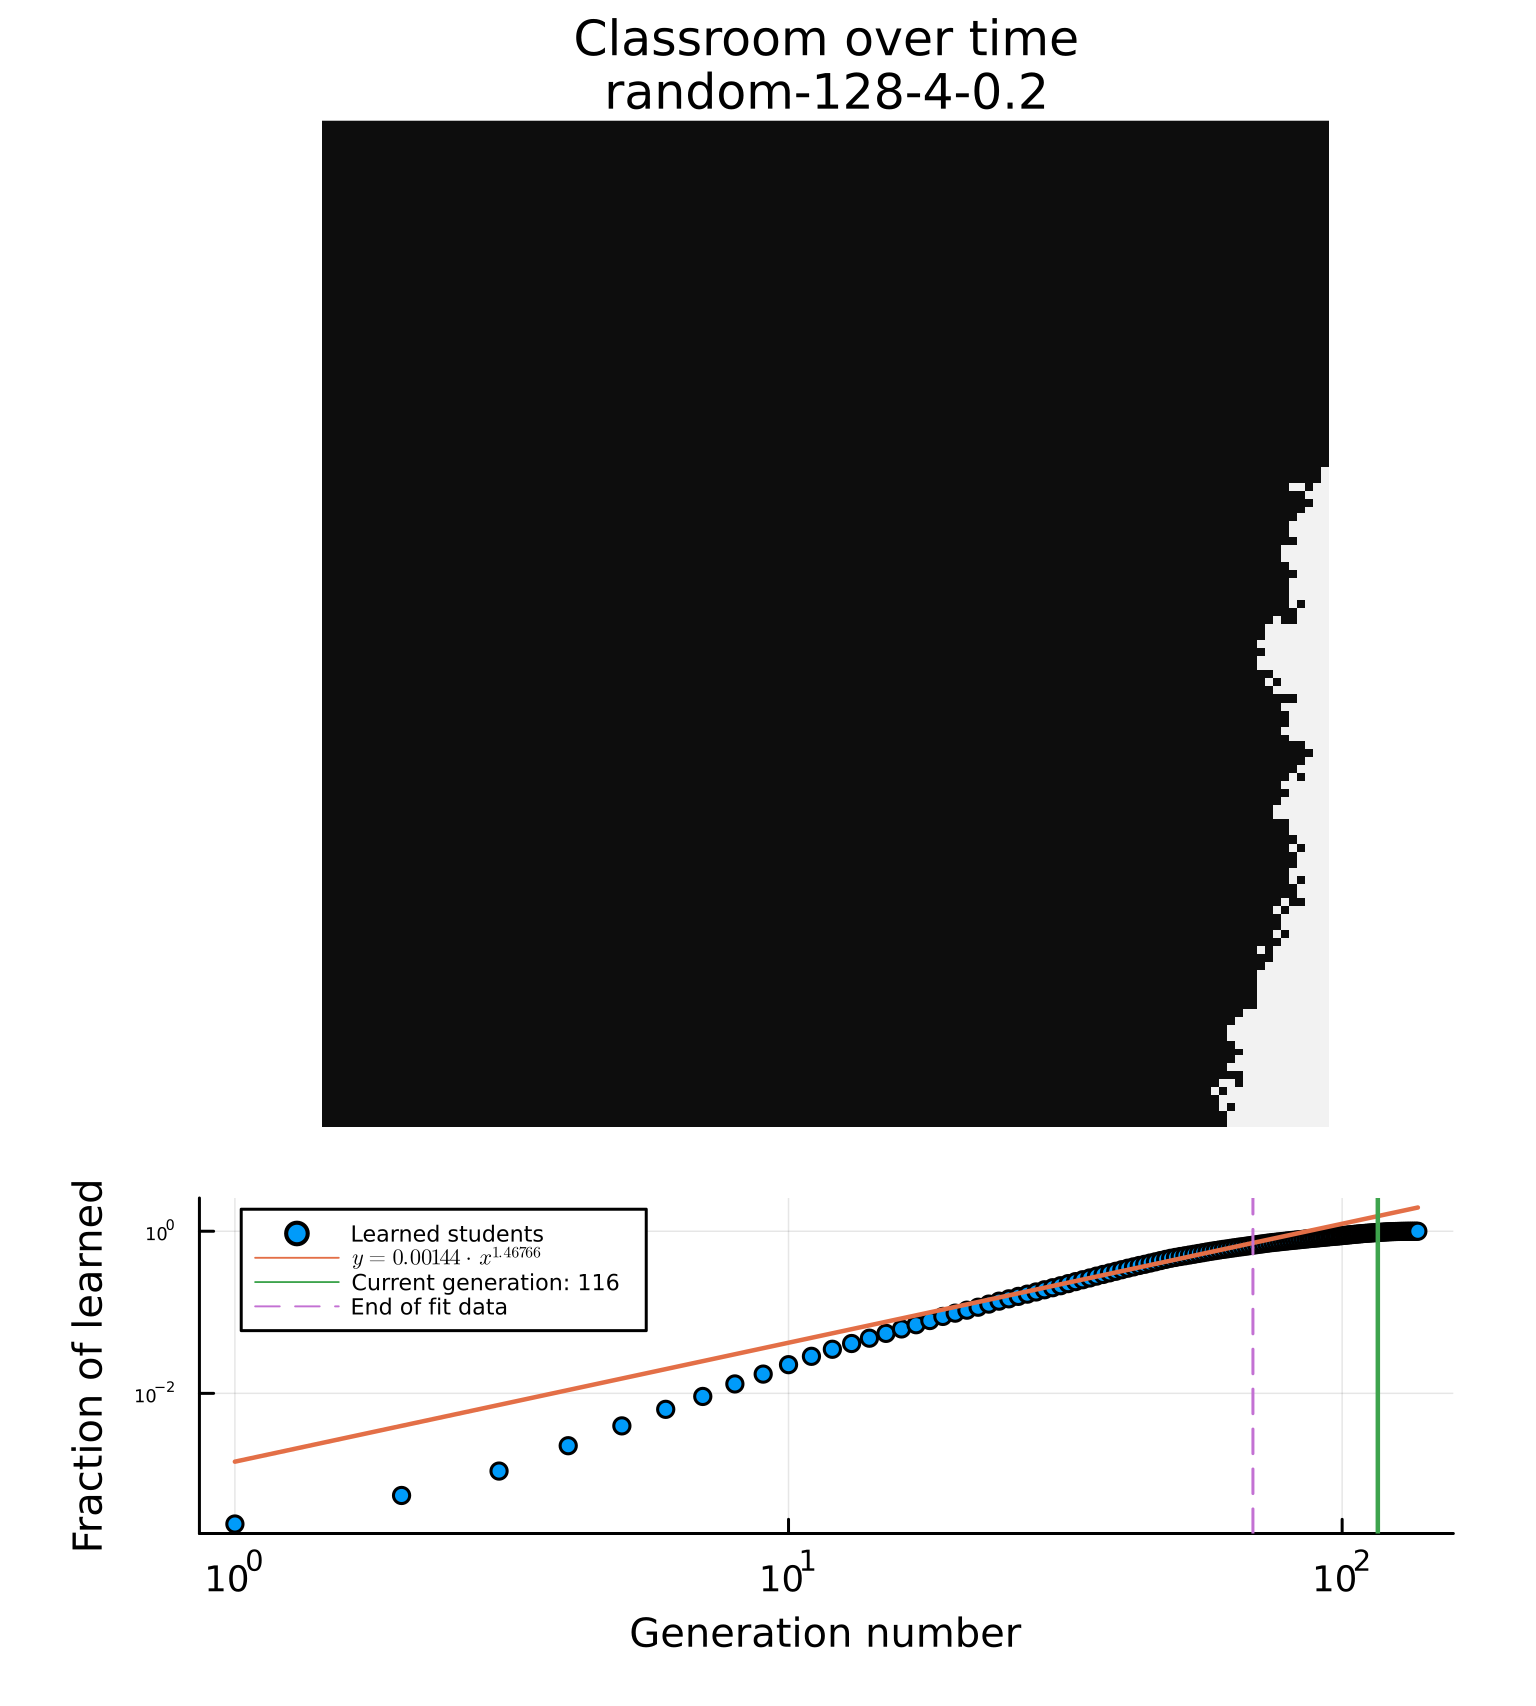 Classroom over time
random-128-4-0.2
Fraction of learned
10⁰
10⁻²
Learned students
y = 0.00144 · x^1.46766
Current generation: 116
End of fit data
10⁰ 10¹ 10²
Generation number